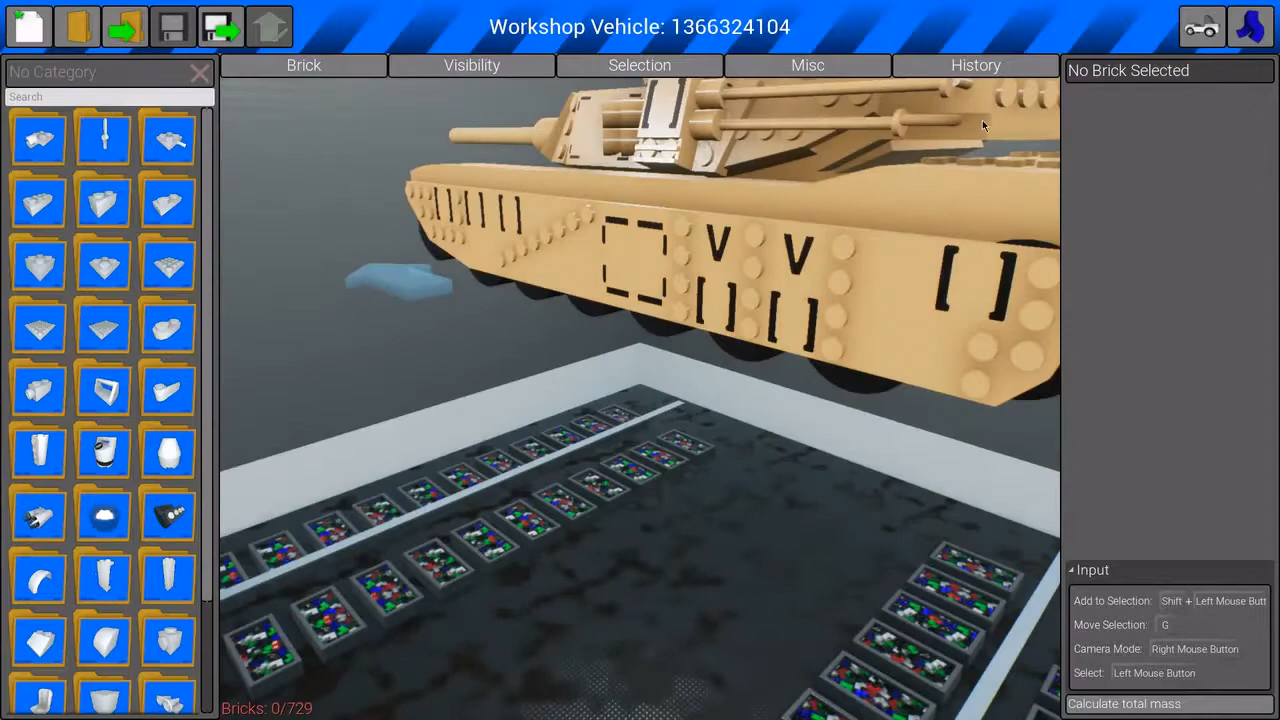 Workshop Vehicle: 1366324104
No Category
Search
Brick
Visibility
Selection
Misc
History
No Brick Selected
V V
[] []
[ ]
Input
Add to Selection: Shift + Left Mouse Butt
Move Selection: G
Camera Mode: Right Mouse Button
Select: Left Mouse Button
Bricks: 0/729
Calculate total mass